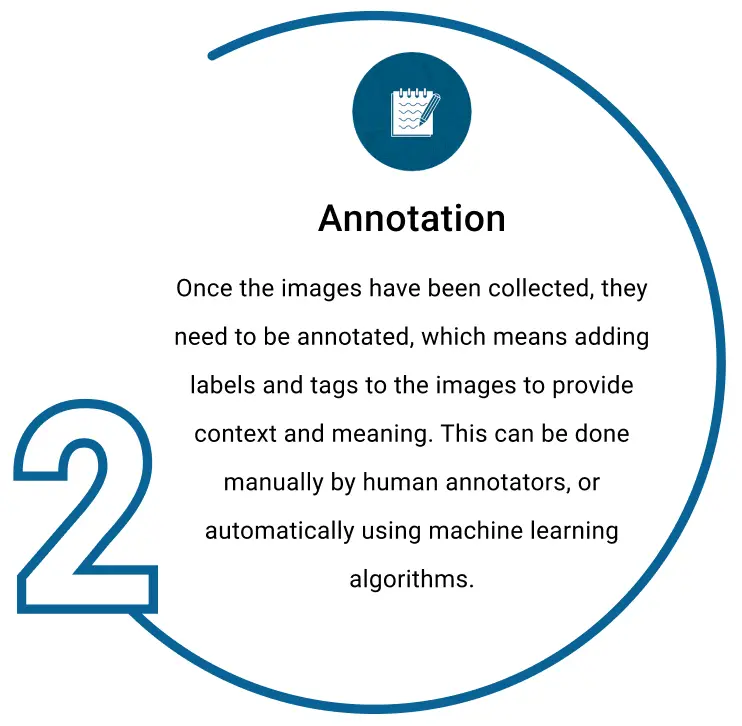 Annotation
Once the images have been collected, they
need to be annotated, which means adding
labels and tags to the images to provide
context and meaning. This can be done
manually by human annotators, or
automatically using machine learning
algorithms.
2